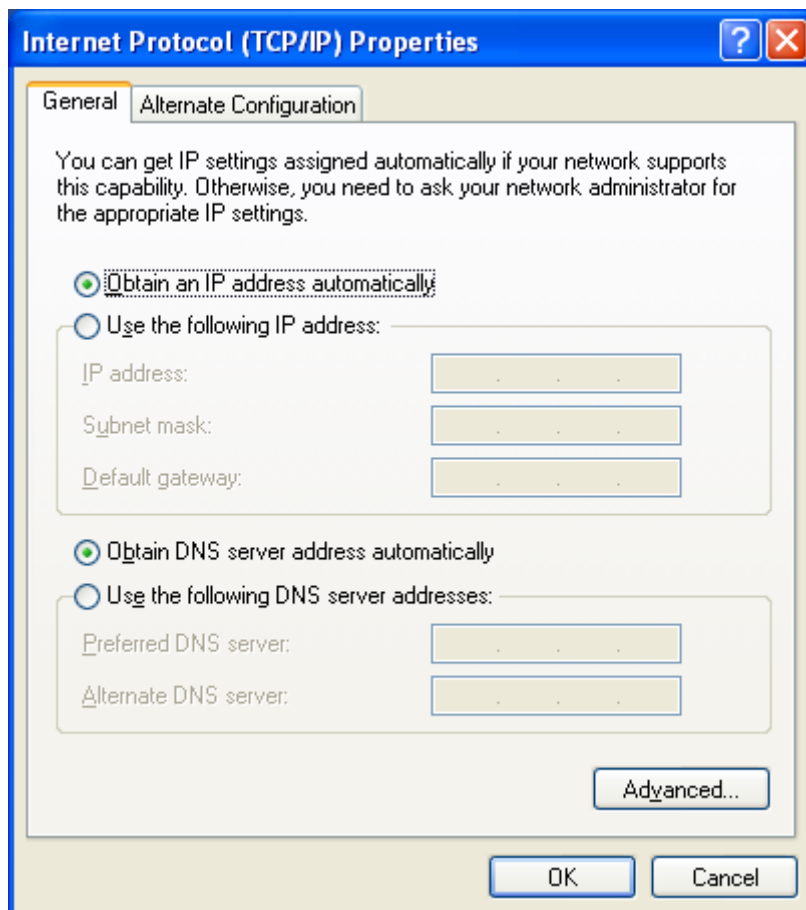 Internet Protocol (TCP/IP) Properties
General
Alternate Configuration
You can get IP settings assigned automatically if your network supports
this capability. Otherwise, you need to ask your network administrator for
the appropriate IP settings.
Obtain an IP address automatically
Use the following IP address:
IP address:
Subnet mask:
Default gateway:
Obtain DNS server address automatically
Use the following DNS server addresses:
Preferred DNS server:
Alternate DNS server:
Advanced...
OK
Cancel